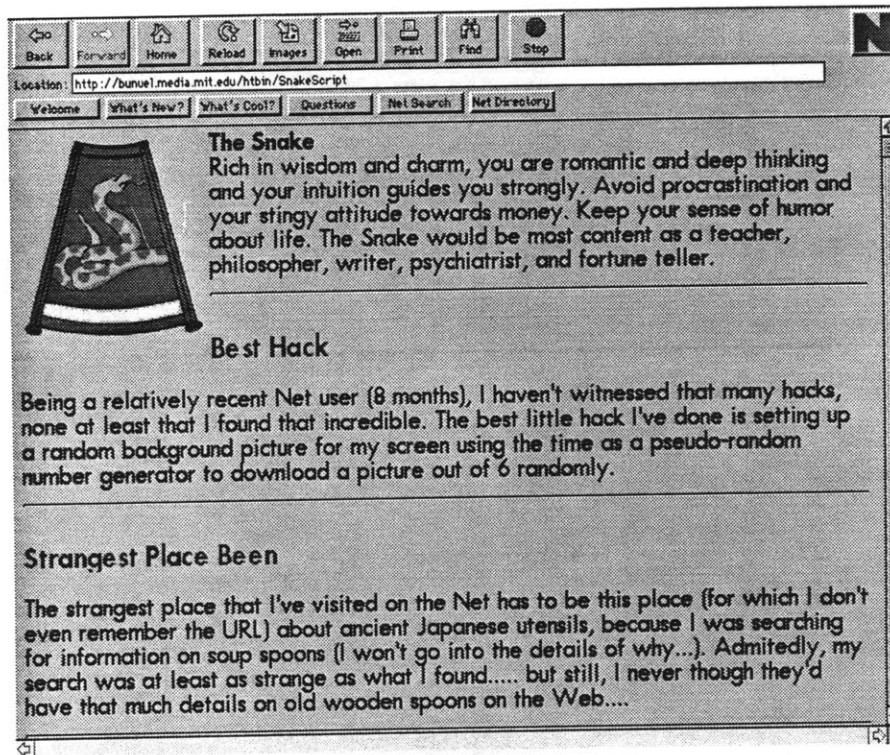 Back Forward Home Reload Images Open Print Find Stop
N
Location: http://bunuel.media.mit.edu/htbin/SnakeScript
Welcome What's New? What's Cool? Questions Net Search Net Directory
The Snake
Rich in wisdom and charm, you are romantic and deep thinking
and your intuition guides you strongly. Avoid procrastination and
your stingy attitude towards money. Keep your sense of humor
about life. The Snake would be most content as a teacher,
philosopher, writer, psychiatrist, and fortune teller.
Best Hack
Being a relatively recent Net user (8 months), I haven't witnessed that many hacks,
none at least that I found that incredible. The best little hack I've done is setting up
a random background picture for my screen using the time as a pseudo-random
number generator to download a picture out of 6 randomly.
Strangest Place Been
The strangest place that I've visited on the Net has to be this place (for which I don't
even remember the URL) about ancient Japanese utensils, because I was searching
for information on soup spoons (I won't go into the details of why...). Admitedly, my
search was at least as strange as what I found..... but still, I never though they'd
have that much details on old wooden spoons on the Web....